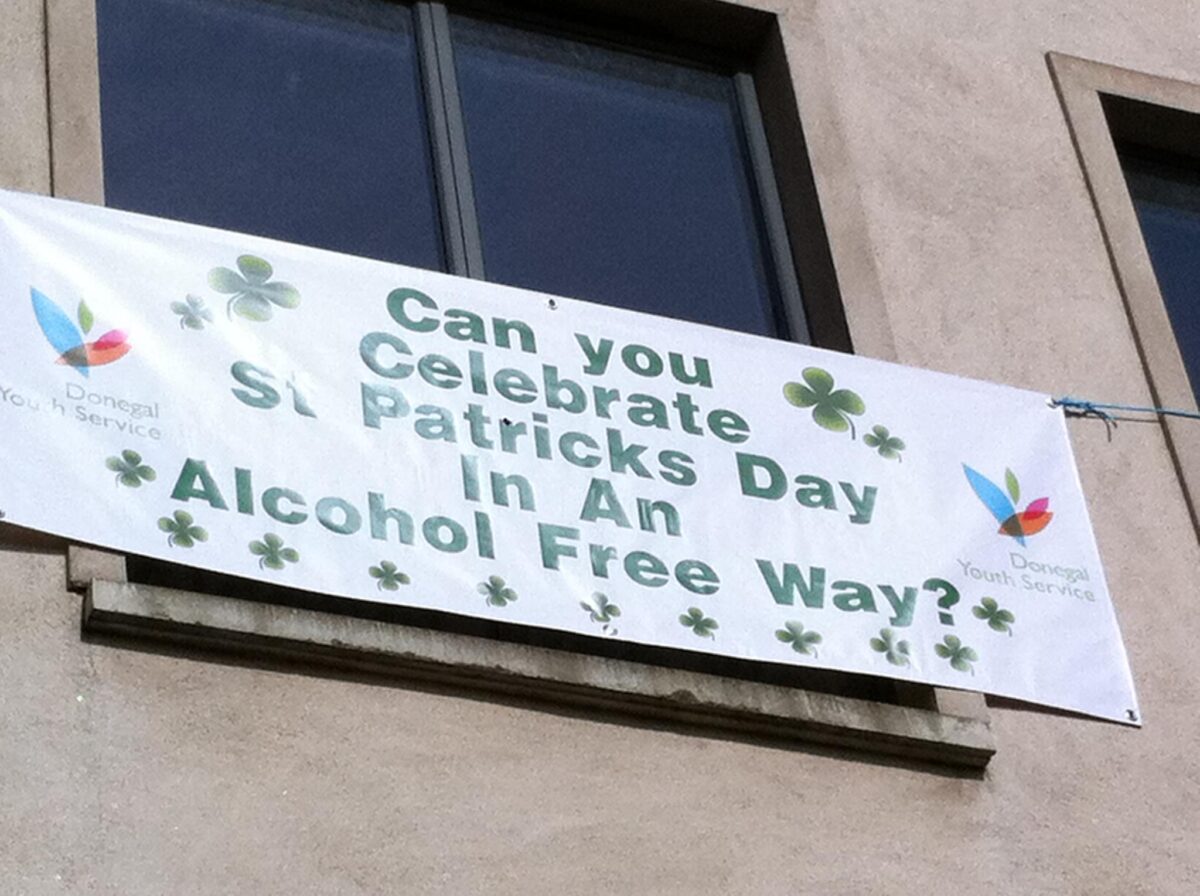 Can you
Celebrate
St Patricks Day
In An
Alcohol Free Way?
Donegal
Youth Service
Donegal
Youth Service